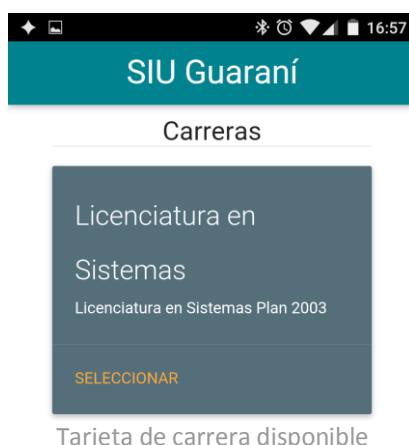 16:57
SIU Guaraní
Carreras
Licenciatura en
Sistemas
Licenciatura en Sistemas Plan 2003
SELECCIONAR
Tarjeta de carrera disponible